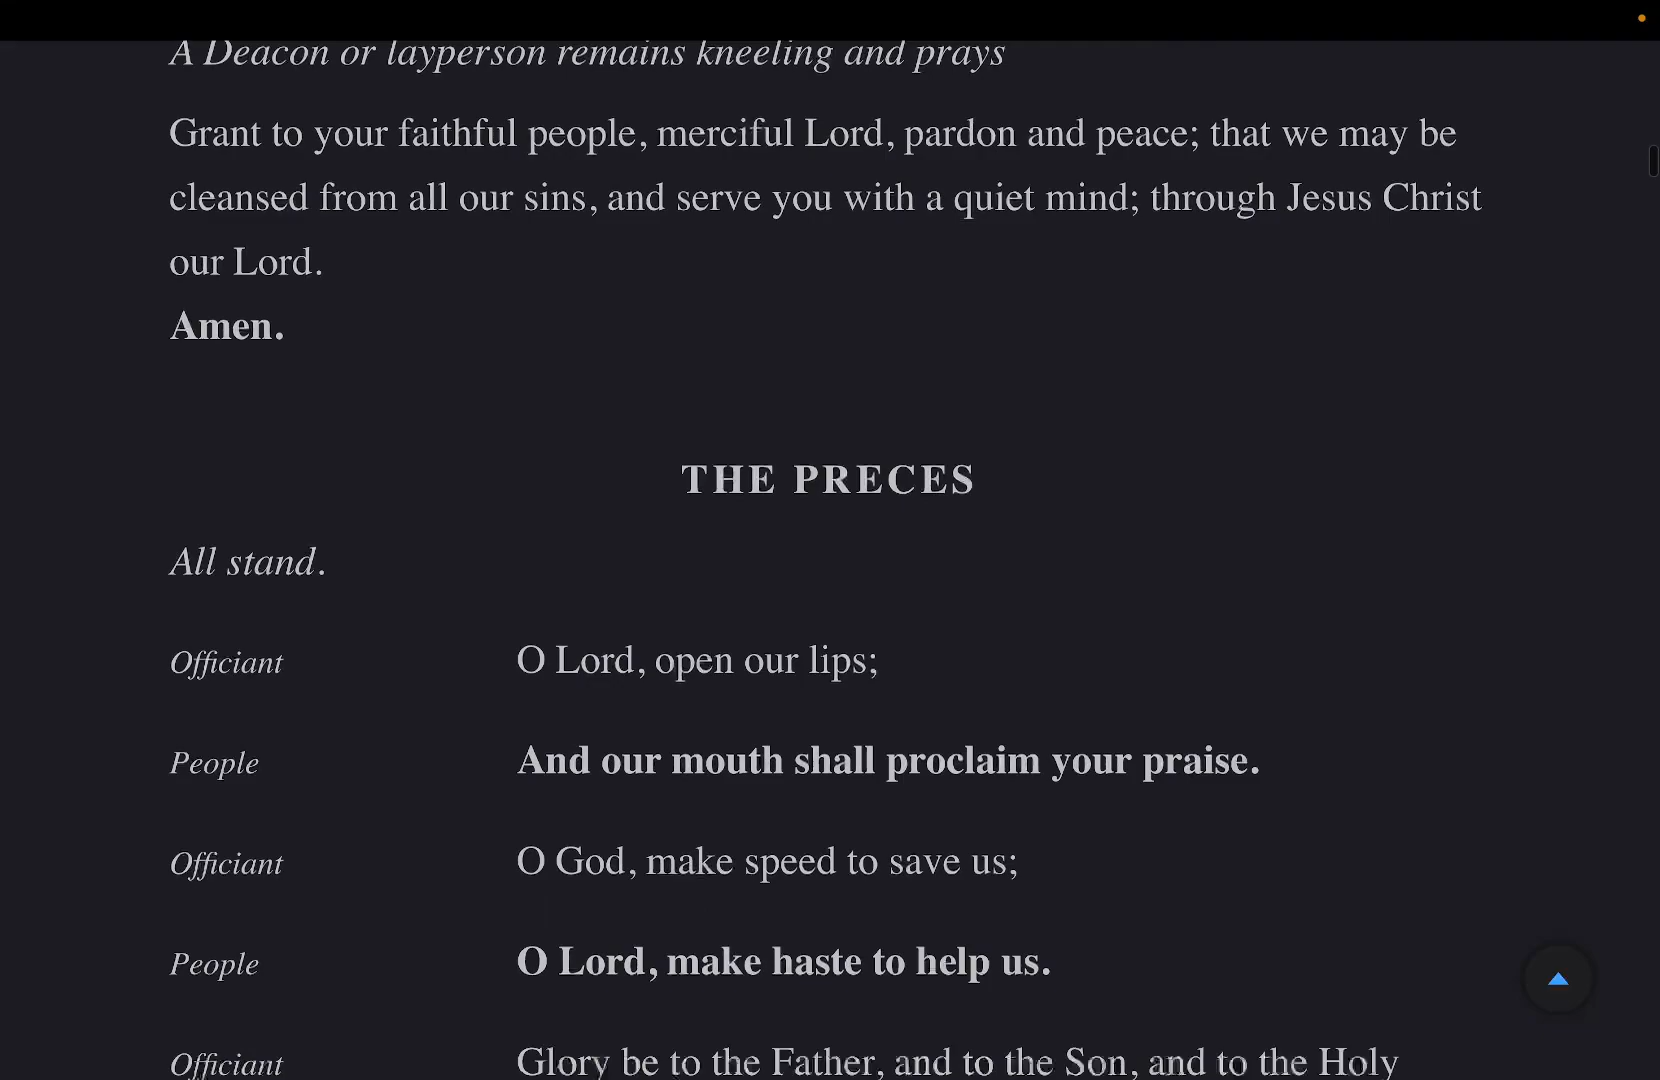 A Deacon or layperson remains kneeling and prays
Grant to your faithful people, merciful Lord, pardon and peace; that we may be
cleansed from all our sins, and serve you with a quiet mind; through Jesus Christ
our Lord.
Amen.
THE PRECES
All stand.
Officiant O Lord, open our lips;
People And our mouth shall proclaim your praise.
Officiant O God, make speed to save us;
People O Lord, make haste to help us.
Officiant Glory be to the Father, and to the Son, and to the Holy